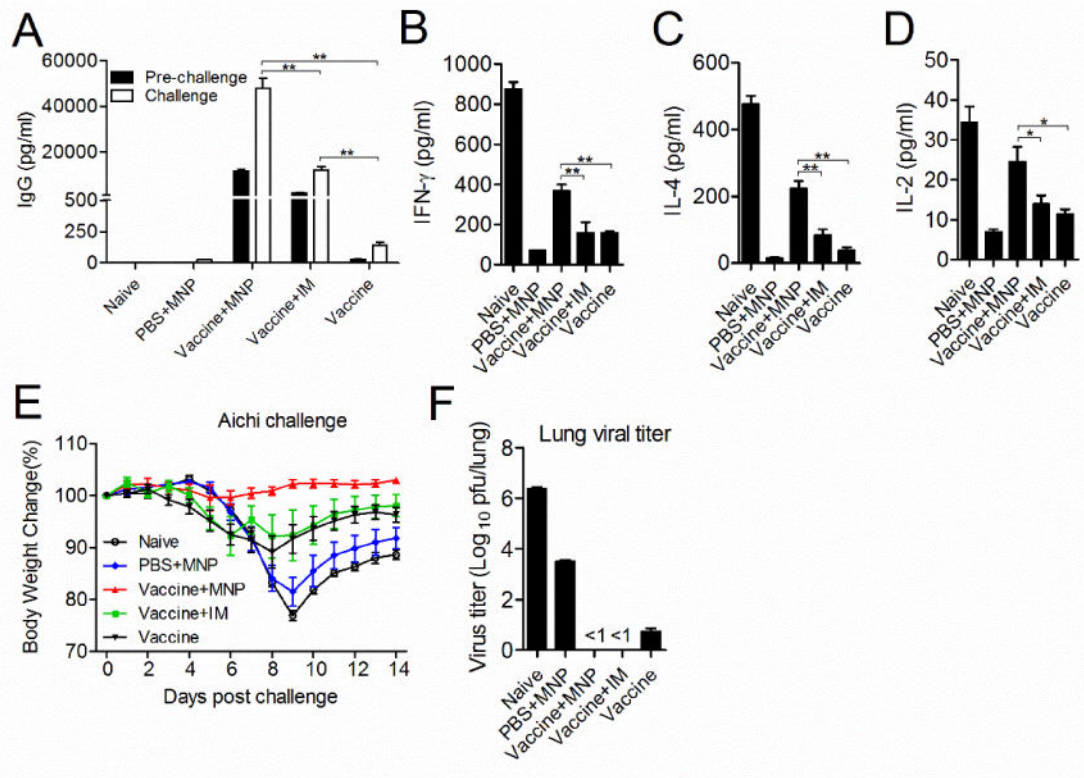 A
60000
40000
20000
500
250
0
IgG (pg/ml)
Pre-challenge
Challenge
**
**
**
Naive
PBS+MNP
Vaccine+MNP
Vaccine+IM
Vaccine
B
1000
800
600
400
200
0
IFN-γ (pg/ml)
**
**
Naive
PBS+MNP
Vaccine+MNP
Vaccine+IM
Vaccine
C
600
400
200
0
IL-4 (pg/ml)
**
**
Naive
PBS+MNP
Vaccine+MNP
Vaccine+IM
Vaccine
D
50
40
30
20
10
0
IL-2 (pg/ml)
*
*
Naive
PBS+MNP
Vaccine+MNP
Vaccine+IM
Vaccine
E
Aichi challenge
110
100
90
80
70
Body Weight Change(%)
Naive
PBS+MNP
Vaccine+MNP
Vaccine+IM
Vaccine
0 2 4 6 8 10 12 14
Days post challenge
F
Lung viral titer
8
6
4
2
0
Virus titer (Log 10 pfu/lung)
<1 <1
Naive
PBS+MNP
Vaccine+MNP
Vaccine+IM
Vaccine